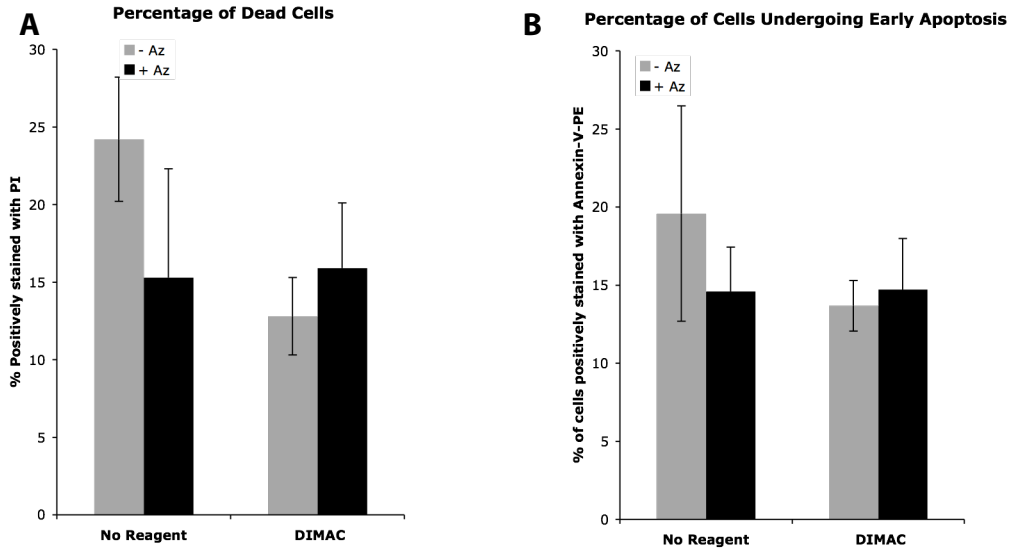 A
Percentage of Dead Cells
- Az
+ Az
% Positively stained with PI
30
25
20
15
10
5
0
No Reagent
DIMAC
B
Percentage of Cells Undergoing Early Apoptosis
- Az
+ Az
% of cells positively stained with Annexin-V-PE
30
25
20
15
10
5
0
No Reagent
DIMAC